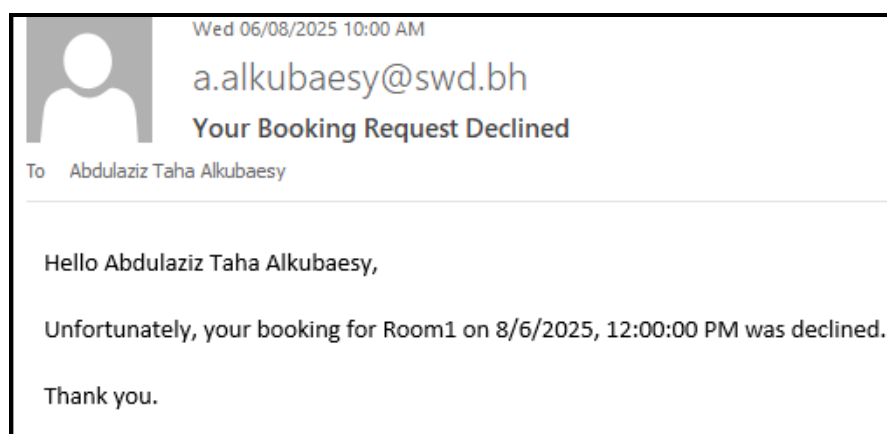 Wed 06/08/2025 10:00 AM
a.alkubaesy@swd.bh
Your Booking Request Declined
To Abdulaziz Taha Alkubaesy
Hello Abdulaziz Taha Alkubaesy,
Unfortunately, your booking for Room1 on 8/6/2025, 12:00:00 PM was declined.
Thank you.